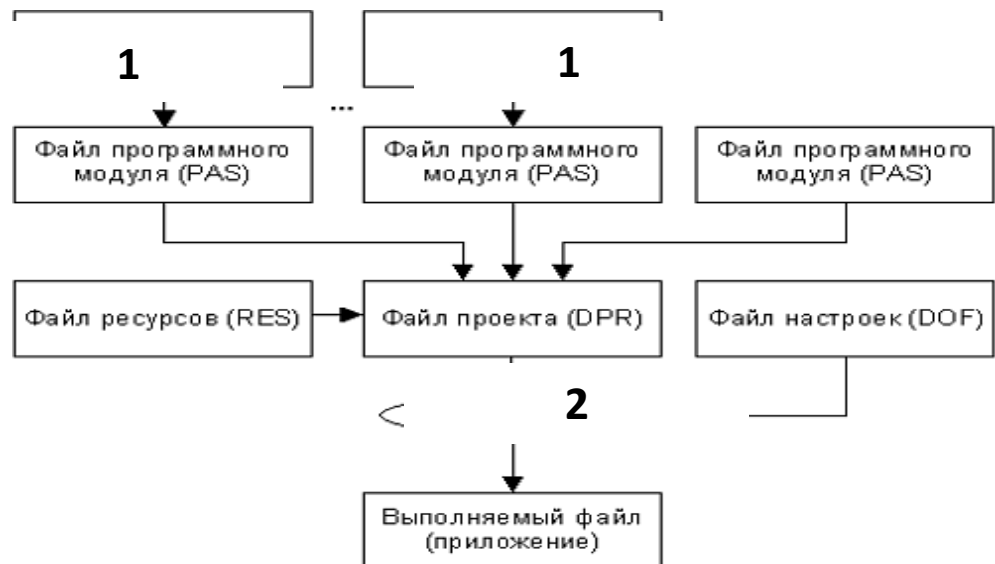 1
1
...
Файл программного
модуля (PAS)
Файл программного
модуля (PAS)
Файл программного
модуля (PAS)
Файл ресурсов (RES)
Файл проекта (DPR)
Файл настроек (DOF)
2
Выполняемый файл
(приложение)